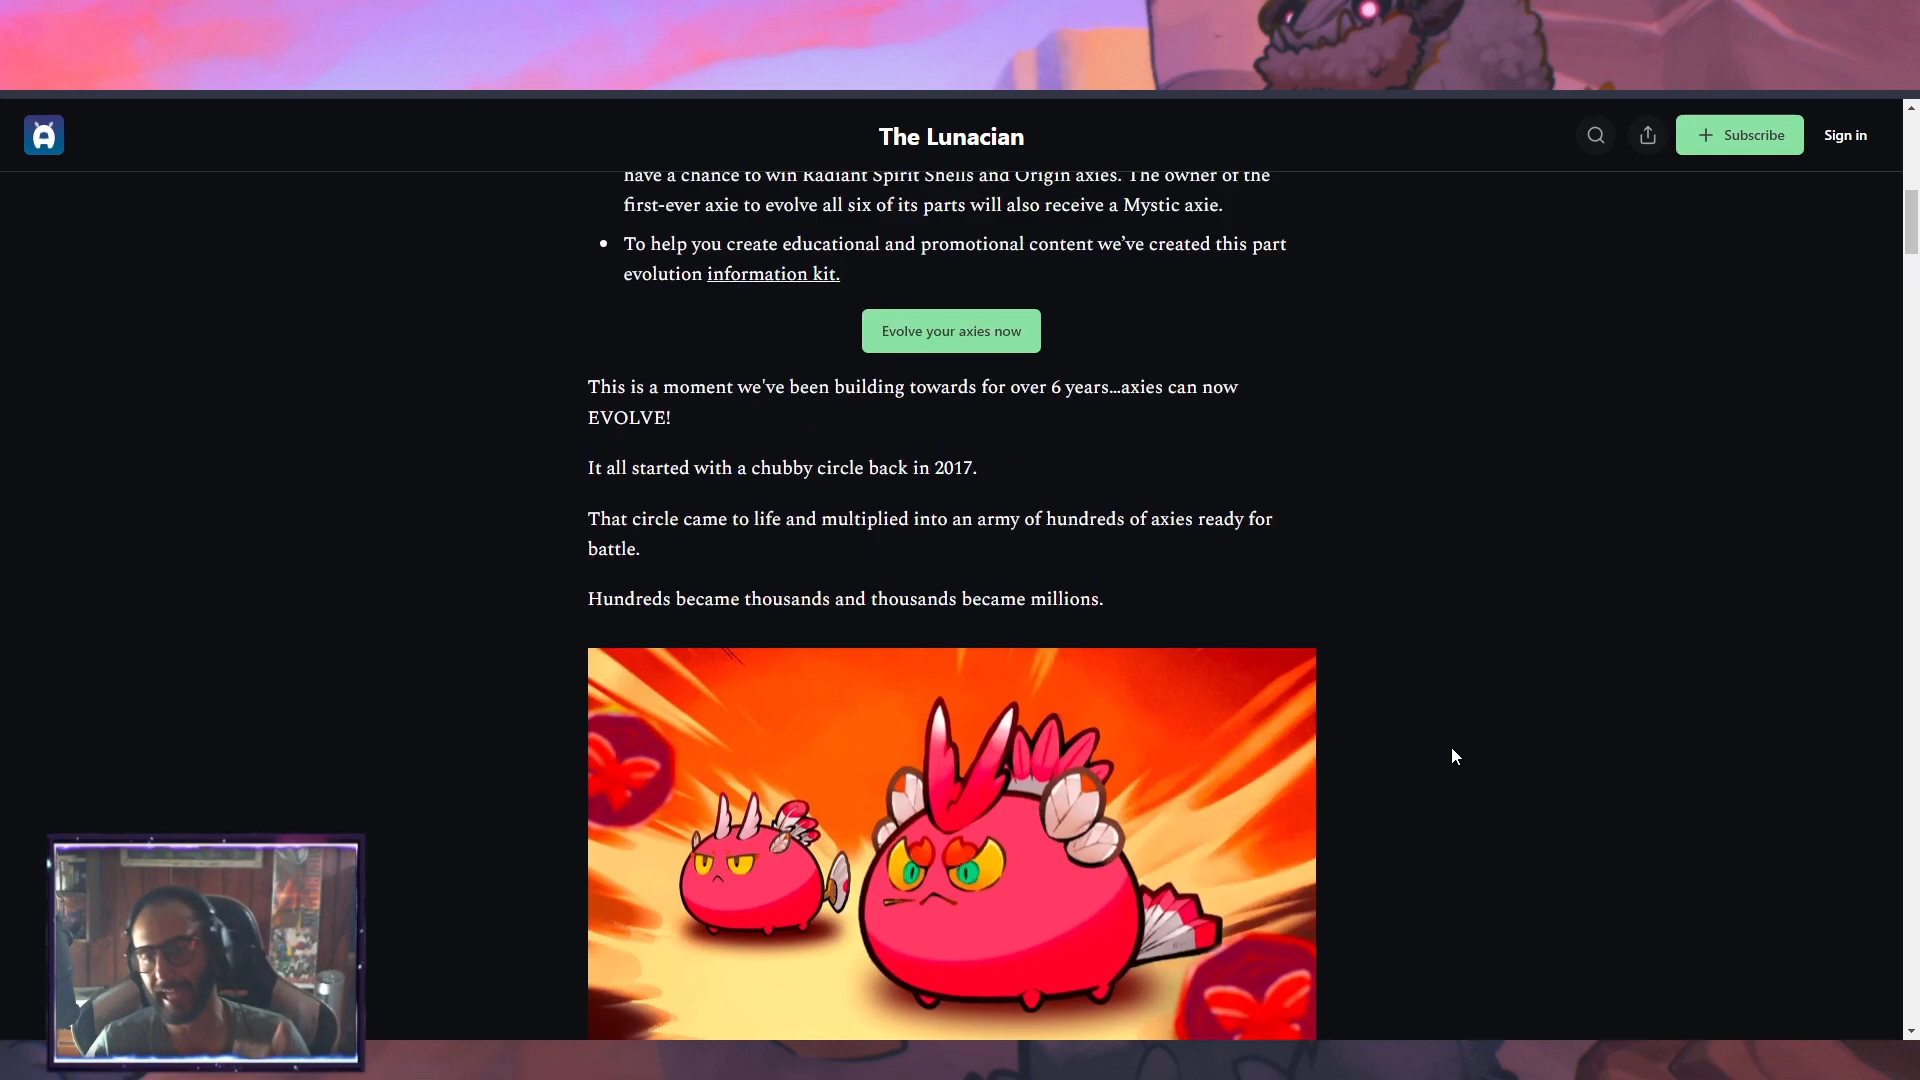 The Lunacian
Subscribe
Sign in
have a chance to win Radiant Spirit Shells and Origin axies. The owner of the
first-ever axie to evolve all six of its parts will also receive a Mystic axie.
• To help you create educational and promotional content we’ve created this part
evolution information kit.
Evolve your axies now
This is a moment we've been building towards for over 6 years...axies can now
EVOLVE!
It all started with a chubby circle back in 2017.
That circle came to life and multiplied into an army of hundreds of axies ready for
battle.
Hundreds became thousands and thousands became millions.